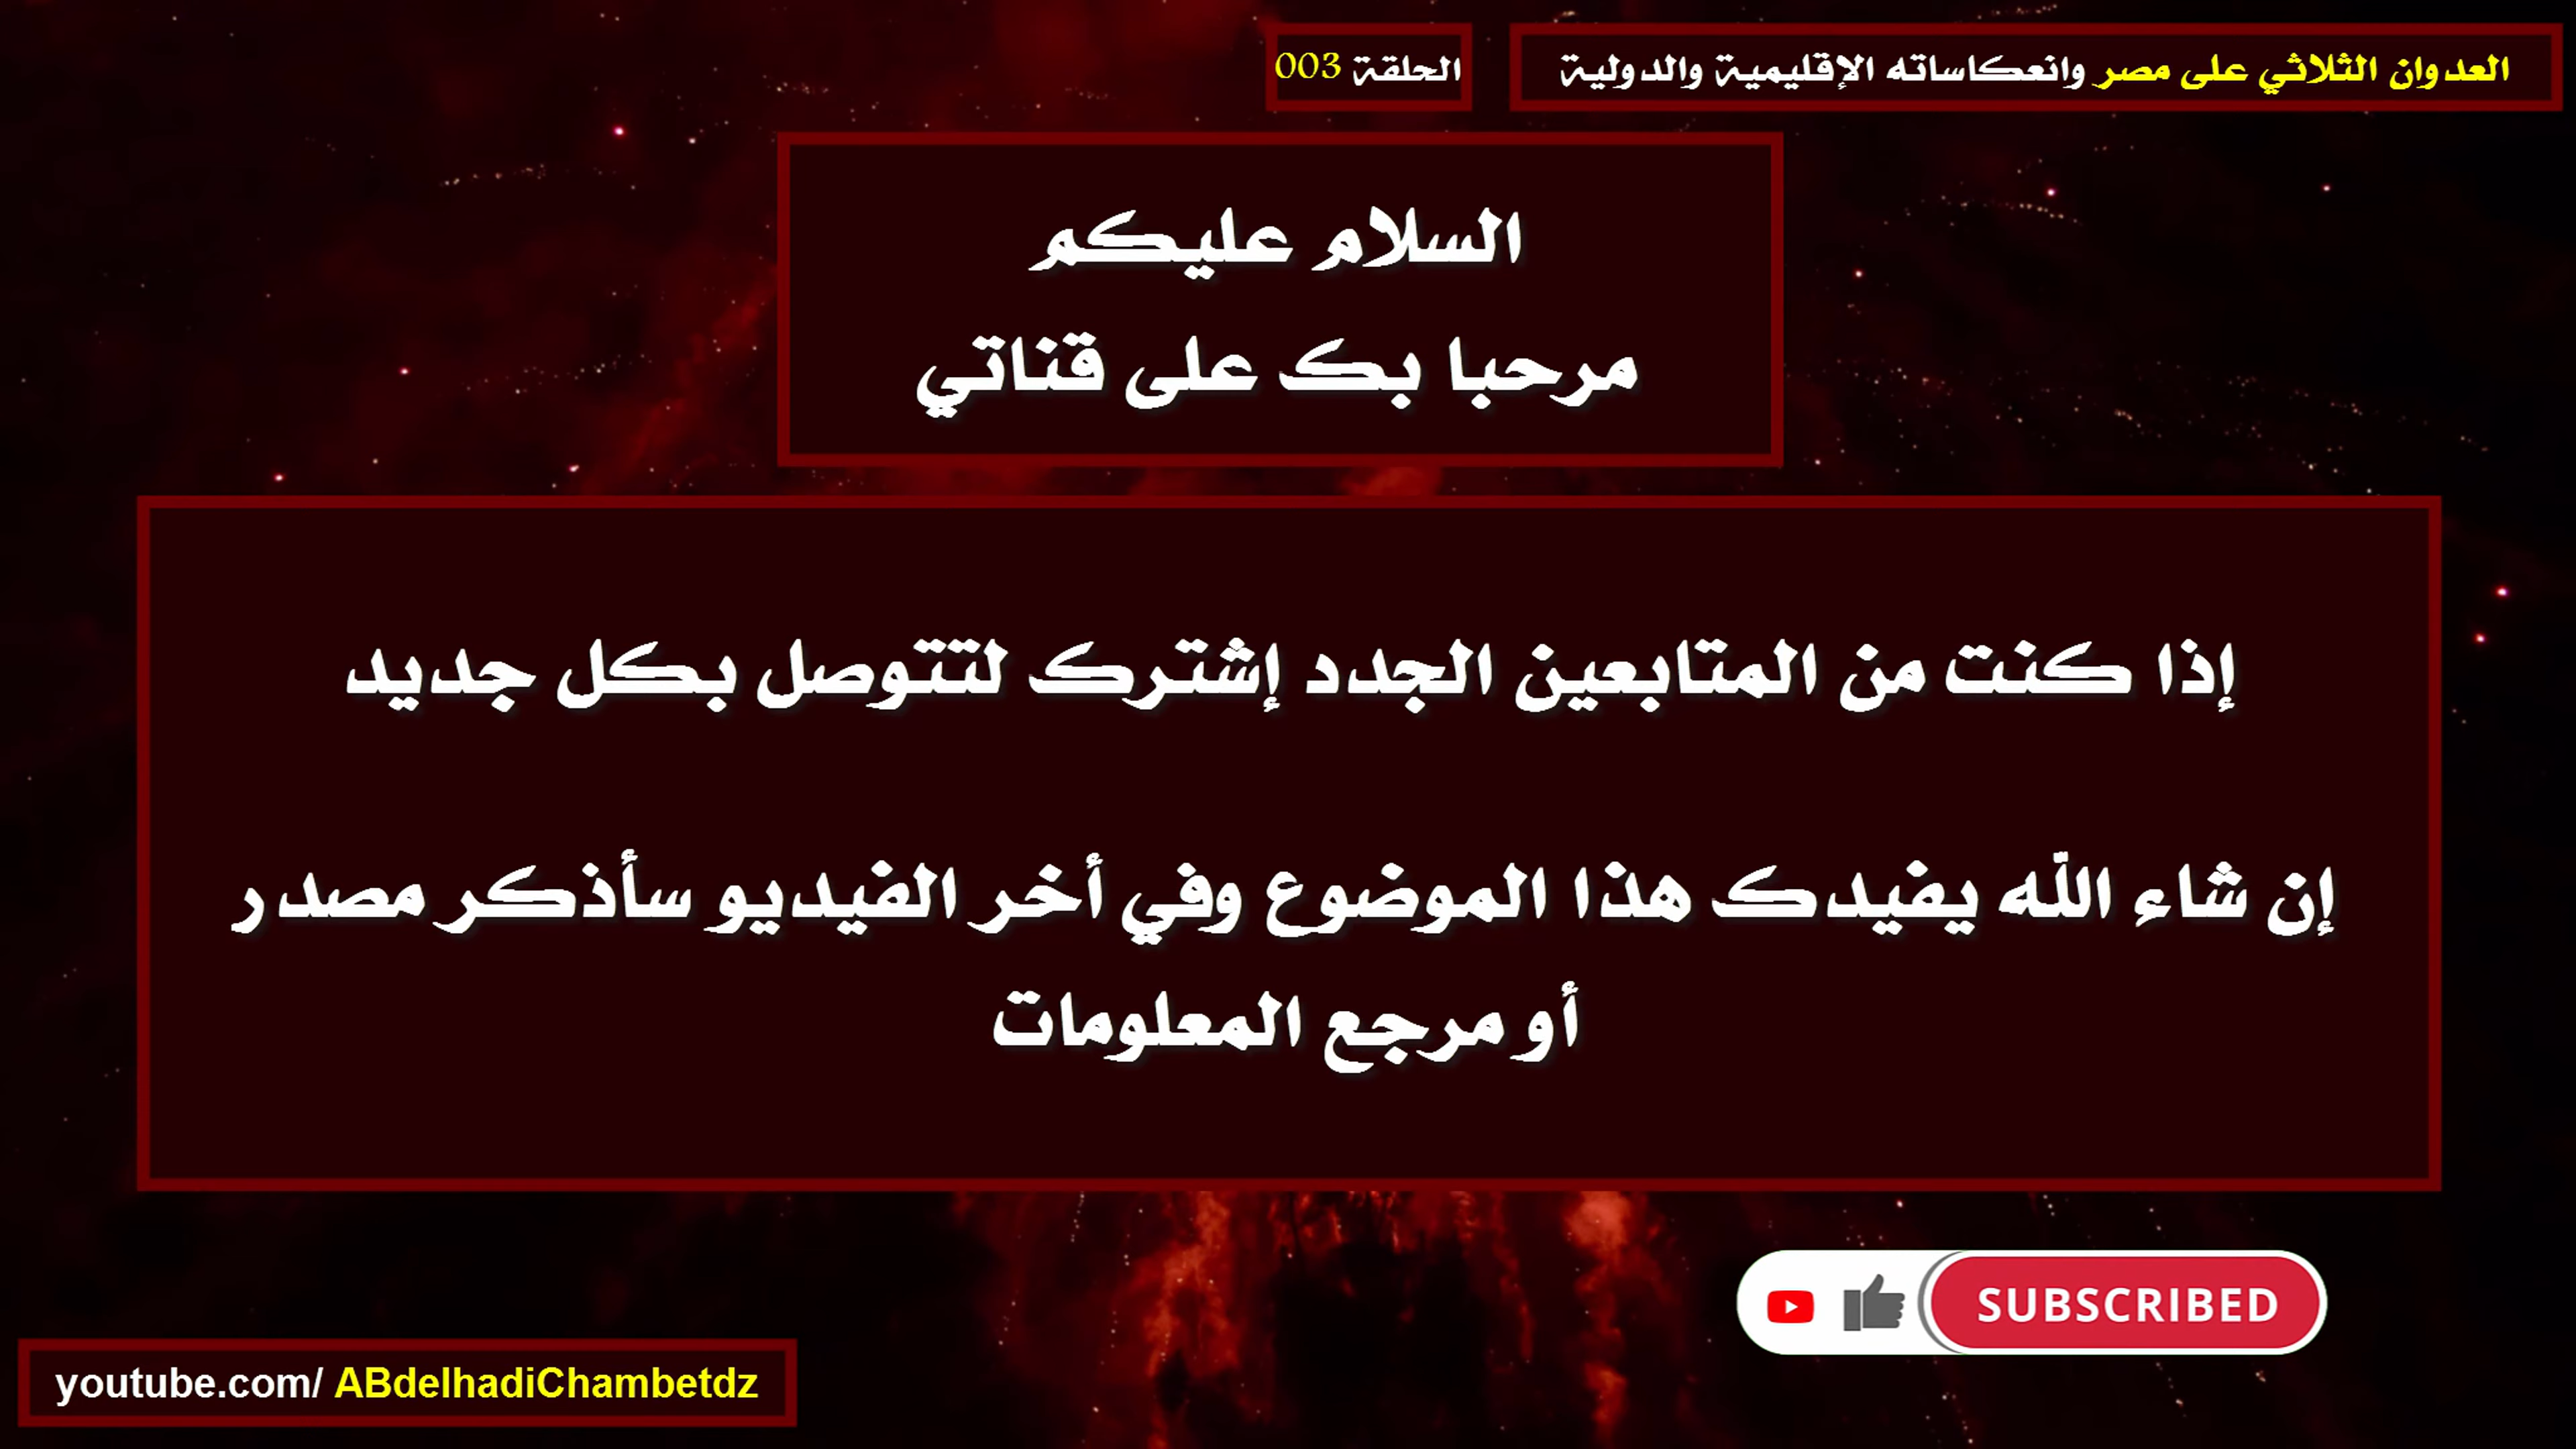 العدوان الثلاثي على مصر وانعكاساته الإقليمية والدولية
الحلقة 003
السلام عليكم
مرحبا بك على قناتي
إذا كنت من المتابعين الجدد إشترك لتتوصل بكل جديد
إن شاء الله يفيدك هذا الموضوع وفي أخر الفيديو سأذكر مصدر
أو مرجع المعلومات
SUBSCRIBED
youtube.com/ ABdelhadiChambetdz